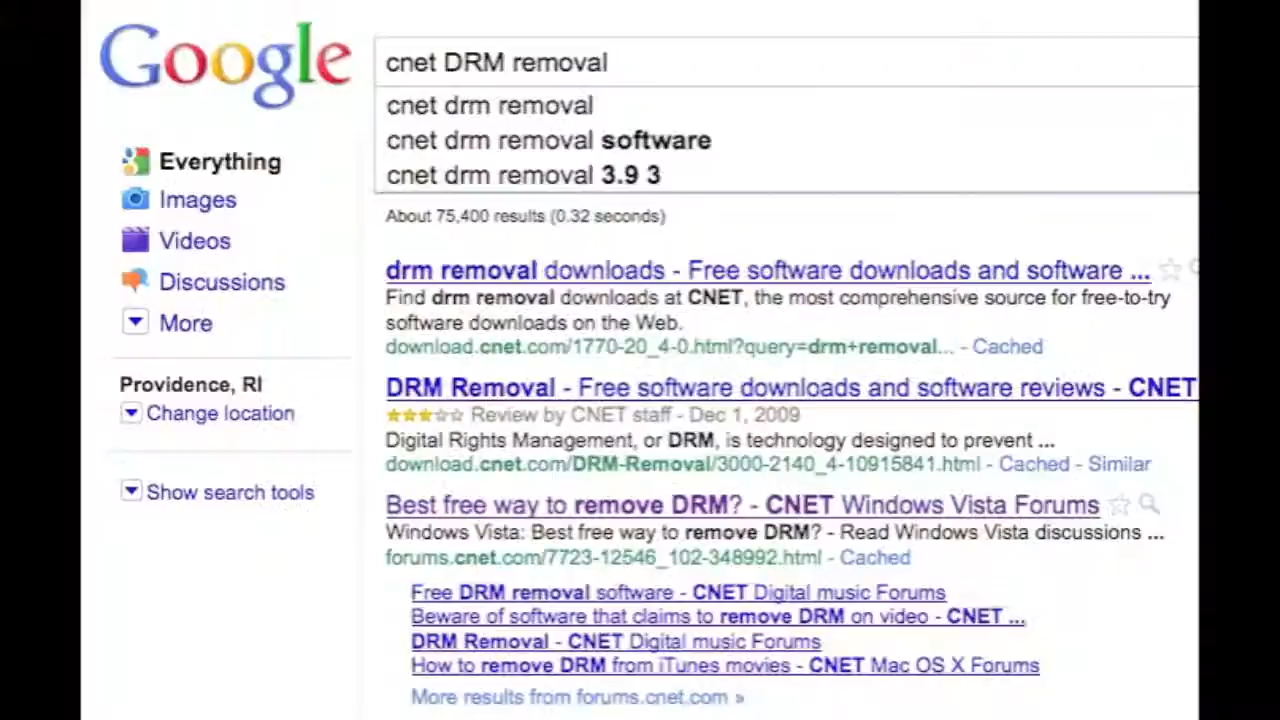 Google
cnet DRM removal
cnet drm removal
cnet drm removal software
cnet drm removal 3.9 3
Everything
Images
Videos
Discussions
More
Providence, RI
Change location
Show search tools
About 75,400 results (0.32 seconds)
drm removal downloads - Free software downloads and software ...
Find drm removal downloads at CNET, the most comprehensive source for free-to-try
software downloads on the Web.
download.cnet.com/1770-20_4-0.html?query=drm+removal... - Cached
DRM Removal - Free software downloads and software reviews - CNET
Review by CNET staff - Dec 1, 2009
Digital Rights Management, or DRM, is technology designed to prevent ...
download.cnet.com/DRM-Removal/3000-2140_4-10915841.html - Cached - Similar
Best free way to remove DRM? - CNET Windows Vista Forums
Windows Vista: Best free way to remove DRM? - Read Windows Vista discussions ...
forums.cnet.com/7723-12546_102-348992.html - Cached
Free DRM removal software - CNET Digital music Forums
Beware of software that claims to remove DRM on video - CNET ...
DRM Removal - CNET Digital music Forums
How to remove DRM from iTunes movies - CNET Mac OS X Forums
More results from forums.cnet.com »